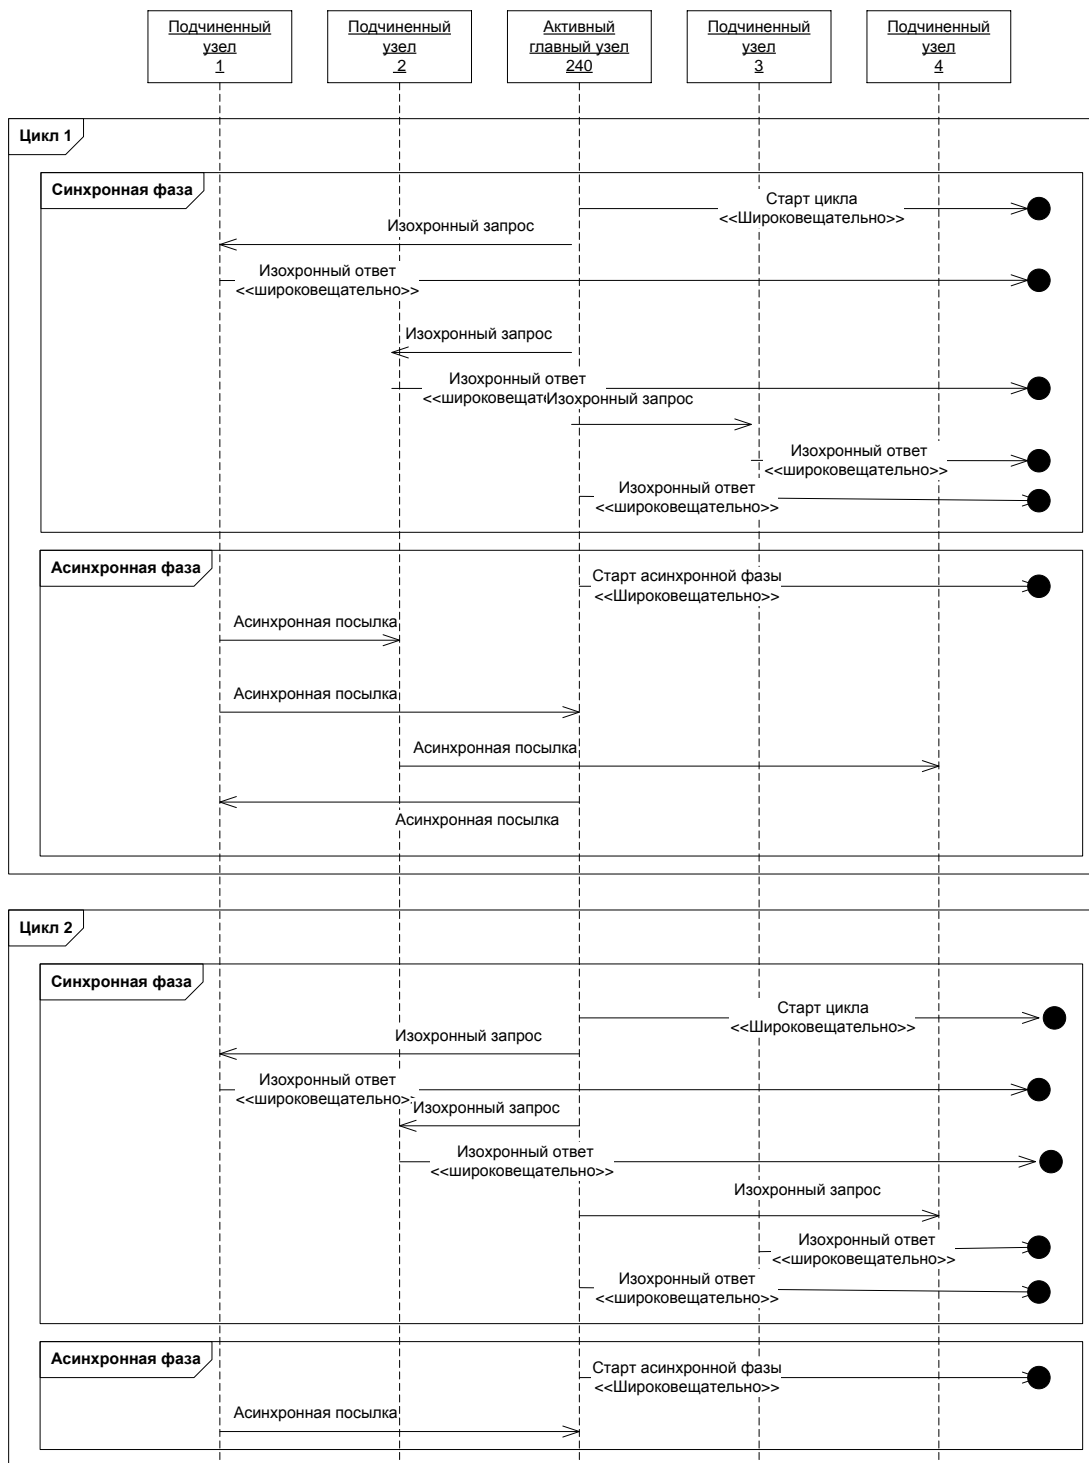 Подчиненный
узел
1
Подчиненный
узел
2
Активный
главный узел
240
Подчиненный
узел
3
Подчиненный
узел
4
Цикл 1
Синхронная фаза
Старт цикла
<<Широковещательно>>
Изохронный запрос
Изохронный ответ
<<широковещательно>>
Изохронный запрос
Изохронный ответ
<<широковещат
Изохронный запрос
Изохронный ответ
<<широковещательно>>
Изохронный ответ
<<широковещательно>>
Асинхронная фаза
Старт асинхронной фазы
<<Широковещательно>>
Асинхронная посылка
Асинхронная посылка
Асинхронная посылка
Асинхронная посылка
Цикл 2
Синхронная фаза
Старт цикла
<<Широковещательно>>
Изохронный запрос
Изохронный ответ
<<широковещательно>>
Изохронный запрос
Изохронный ответ
<<широковещательно>>
Изохронный запрос
Изохронный ответ
<<широковещательно>>
Изохронный ответ
<<широковещательно>>
Асинхронная фаза
Старт асинхронной фазы
<<Широковещательно>>
Асинхронная посылка